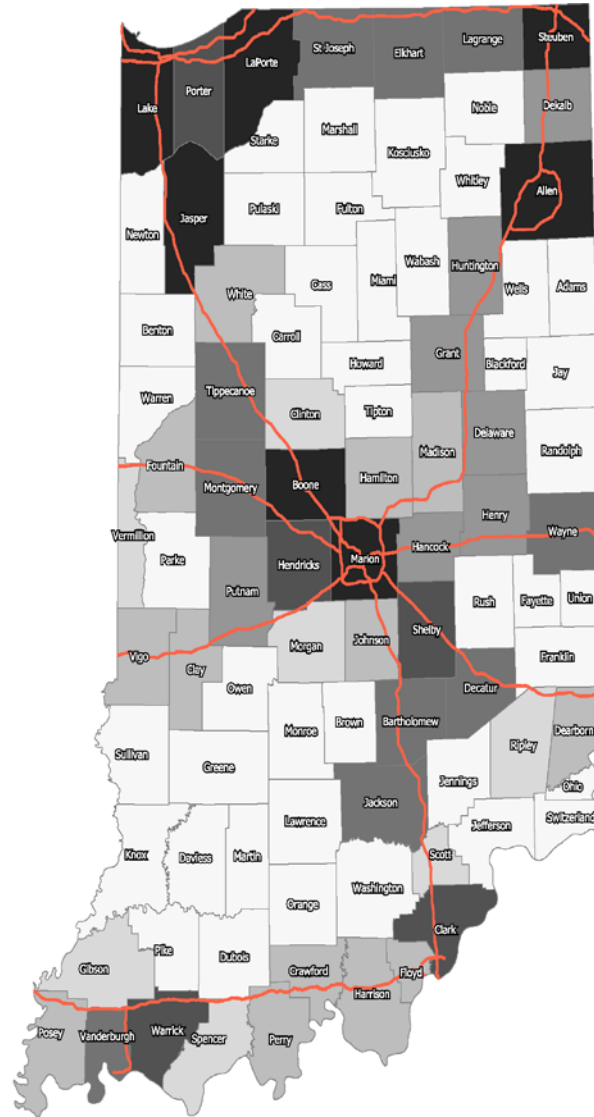 Steuben
Lagrange
St Joseph
Elkhart
LaPorte
Porter
Lake
Noble
Dekalb
Marshall
Starke
Kosciusko
Whitley
Allen
Jasper
Pulaski
Fulton
Newton
Wabash
Huntington
Miami
Cass
White
Wells
Adams
Benton
Carroll
Grant
Howard
Blackford
Jay
Tippecanoe
Warren
Clinton
Tipton
Delaware
Madison
Randolph
Fountain
Hamilton
Boone
Montgomery
Henry
Wayne
Vermillion
Hancock
Marion
Parke
Hendricks
Putnam
Rush
Fayette
Union
Shelby
Johnson
Morgan
Vigo
Clay
Franklin
Owen
Decatur
Bartholomew
Brown
Monroe
Dearborn
Ripley
Sullivan
Greene
Jennings
Ohio
Jackson
Switzerland
Lawrence
Jefferson
Knox
Daviess
Martin
Scott
Washington
Orange
Clark
Pike
Dubois
Gibson
Crawford
Floyd
Harrison
Posey
Vanderburgh
Warrick
Spencer
Perry